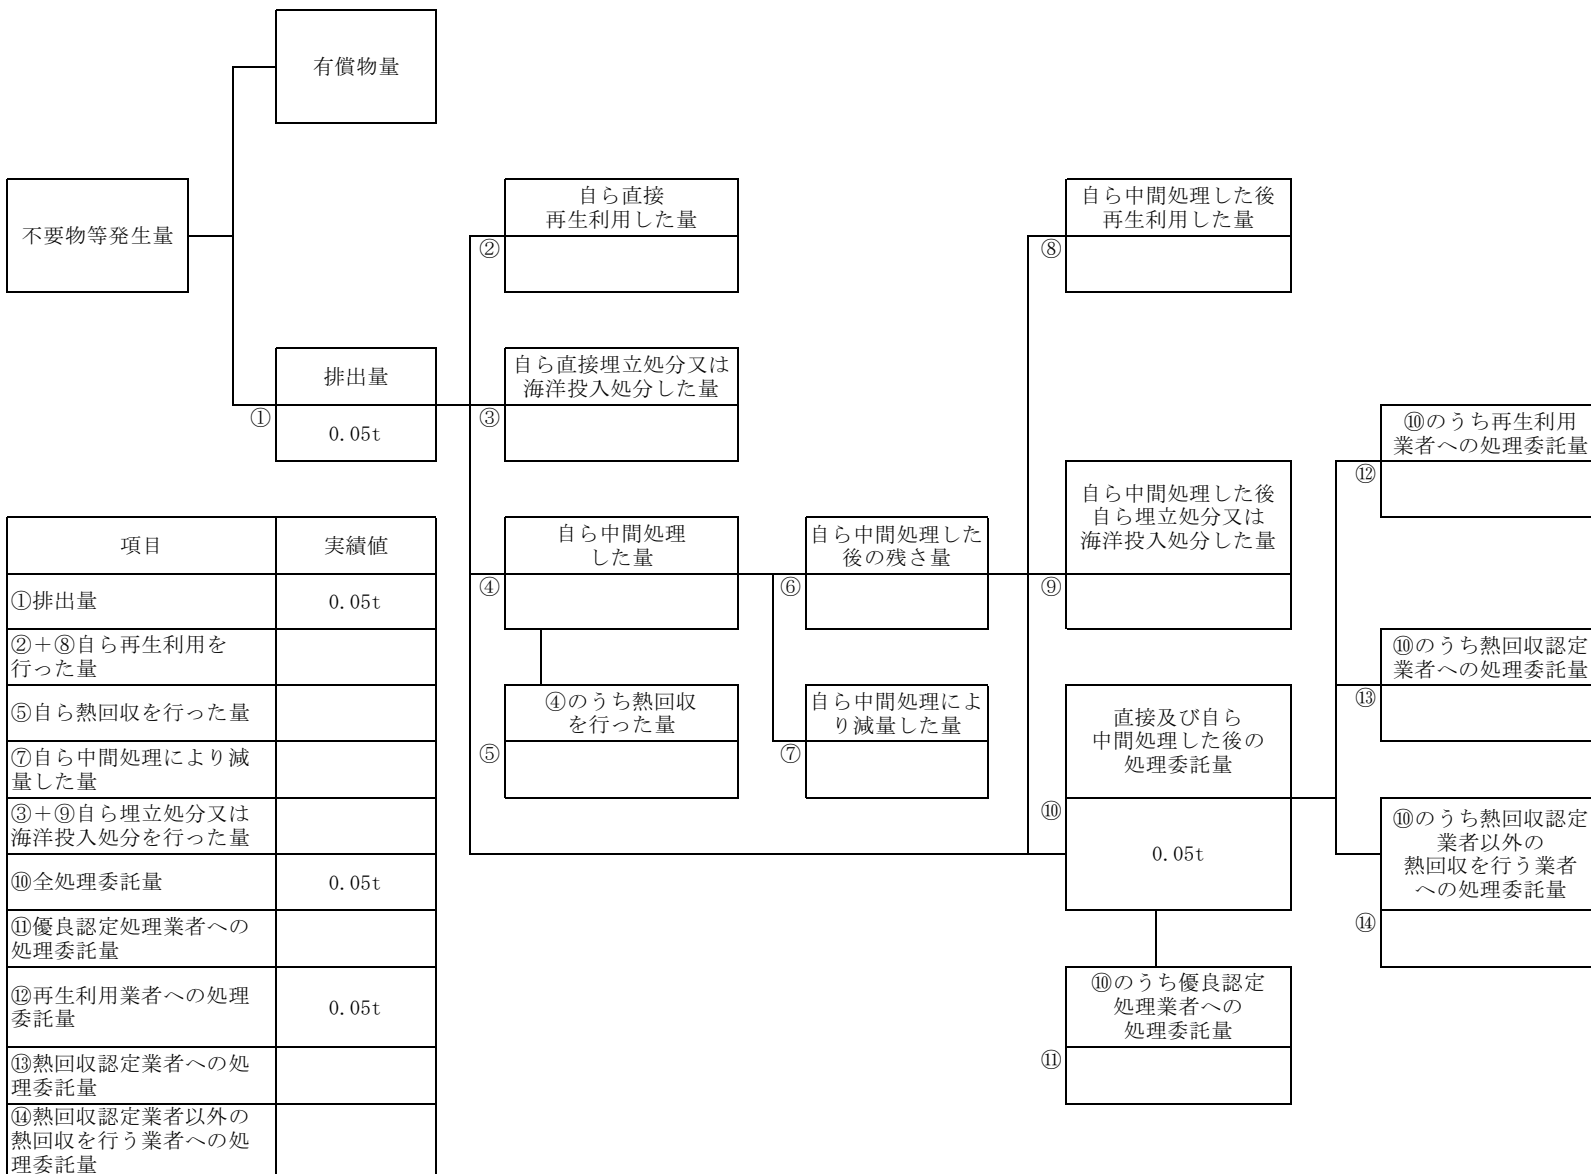 有償物量
不要物等発生量
自ら直接
再生利用した量
②
自ら中間処理した後
再生利用した量
⑧
排出量
①
0.05t
自ら直接埋立処分又は
海洋投入処分した量
③
⑩のうち再生利用
業者への処理委託量
⑫
自ら中間処理
した量
④
自ら中間処理した
後の残さ量
⑥
自ら中間処理した後
自ら埋立処分又は
海洋投入処分した量
⑨
⑩のうち熱回収認定
業者への処理委託量
⑬
④のうち熱回収
を行った量
⑤
自ら中間処理によ
り減量した量
⑦
直接及び自ら
中間処理した後の
処理委託量
⑩
0.05t
⑩のうち熱回収認定
業者以外の
熱回収を行う業者
への処理委託量
⑭
⑩のうち優良認定
処理業者への
処理委託量
⑪
項目 実績値
①排出量 0.05t
②＋⑧自ら再生利用を
行った量
⑤自ら熱回収を行った量
⑦自ら中間処理により減
量した量
③＋⑨自ら埋立処分又は
海洋投入処分を行った量
⑩全処理委託量 0.05t
⑪優良認定処理業者への
処理委託量
⑫再生利用業者への処理
委託量 0.05t
⑬熱回収認定業者への処
理委託量
⑭熱回収認定業者以外の
熱回収を行う業者への処
理委託量